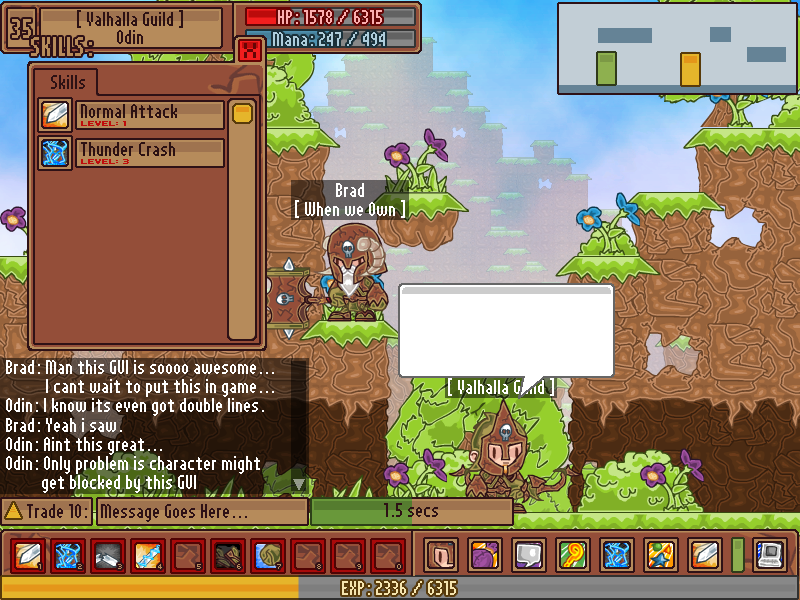 35
[ Valhalla Guild ]
Odin
HP: 1578 / 6315
Mana: 247 / 494
SKILLS:
Skills
Normal Attack
LEVEL: 1
Thunder Crash
LEVEL: 3
Brad
[ When we Own ]
[ Valhalla Guild ]
Brad: Man this GUI is soooo awesome...
I cant wait to put this in game...
Odin: I know its even got double lines.
Brad: Yeah i saw.
Odin: Aint this great...
Odin: Only problem is character might
get blocked by this GUI
Trade 10:
Message Goes Here...
1.5 secs
1 2 3 4 5 6 7 8 9 0
EXP: 2336 / 6315